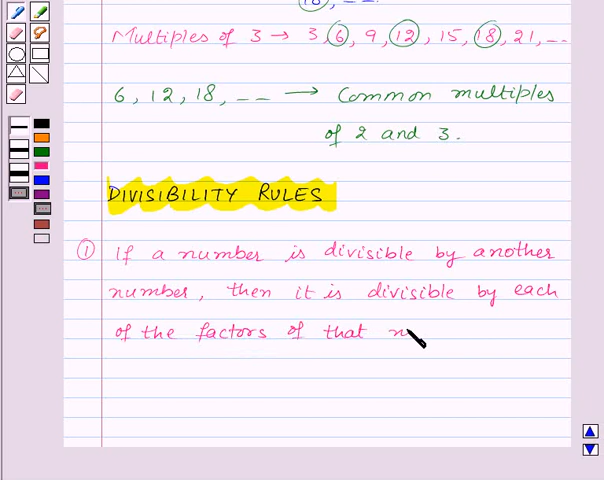 18, – –.
Multiples of 3 → 3, 6, 9, 12, 15, 18, 21, –..
6, 12, 18, – – → Common multiples
of 2 and 3.
DIVISIBILITY RULES
① If a number is divisible by another
number, then it is divisible by each
of the factors of that n